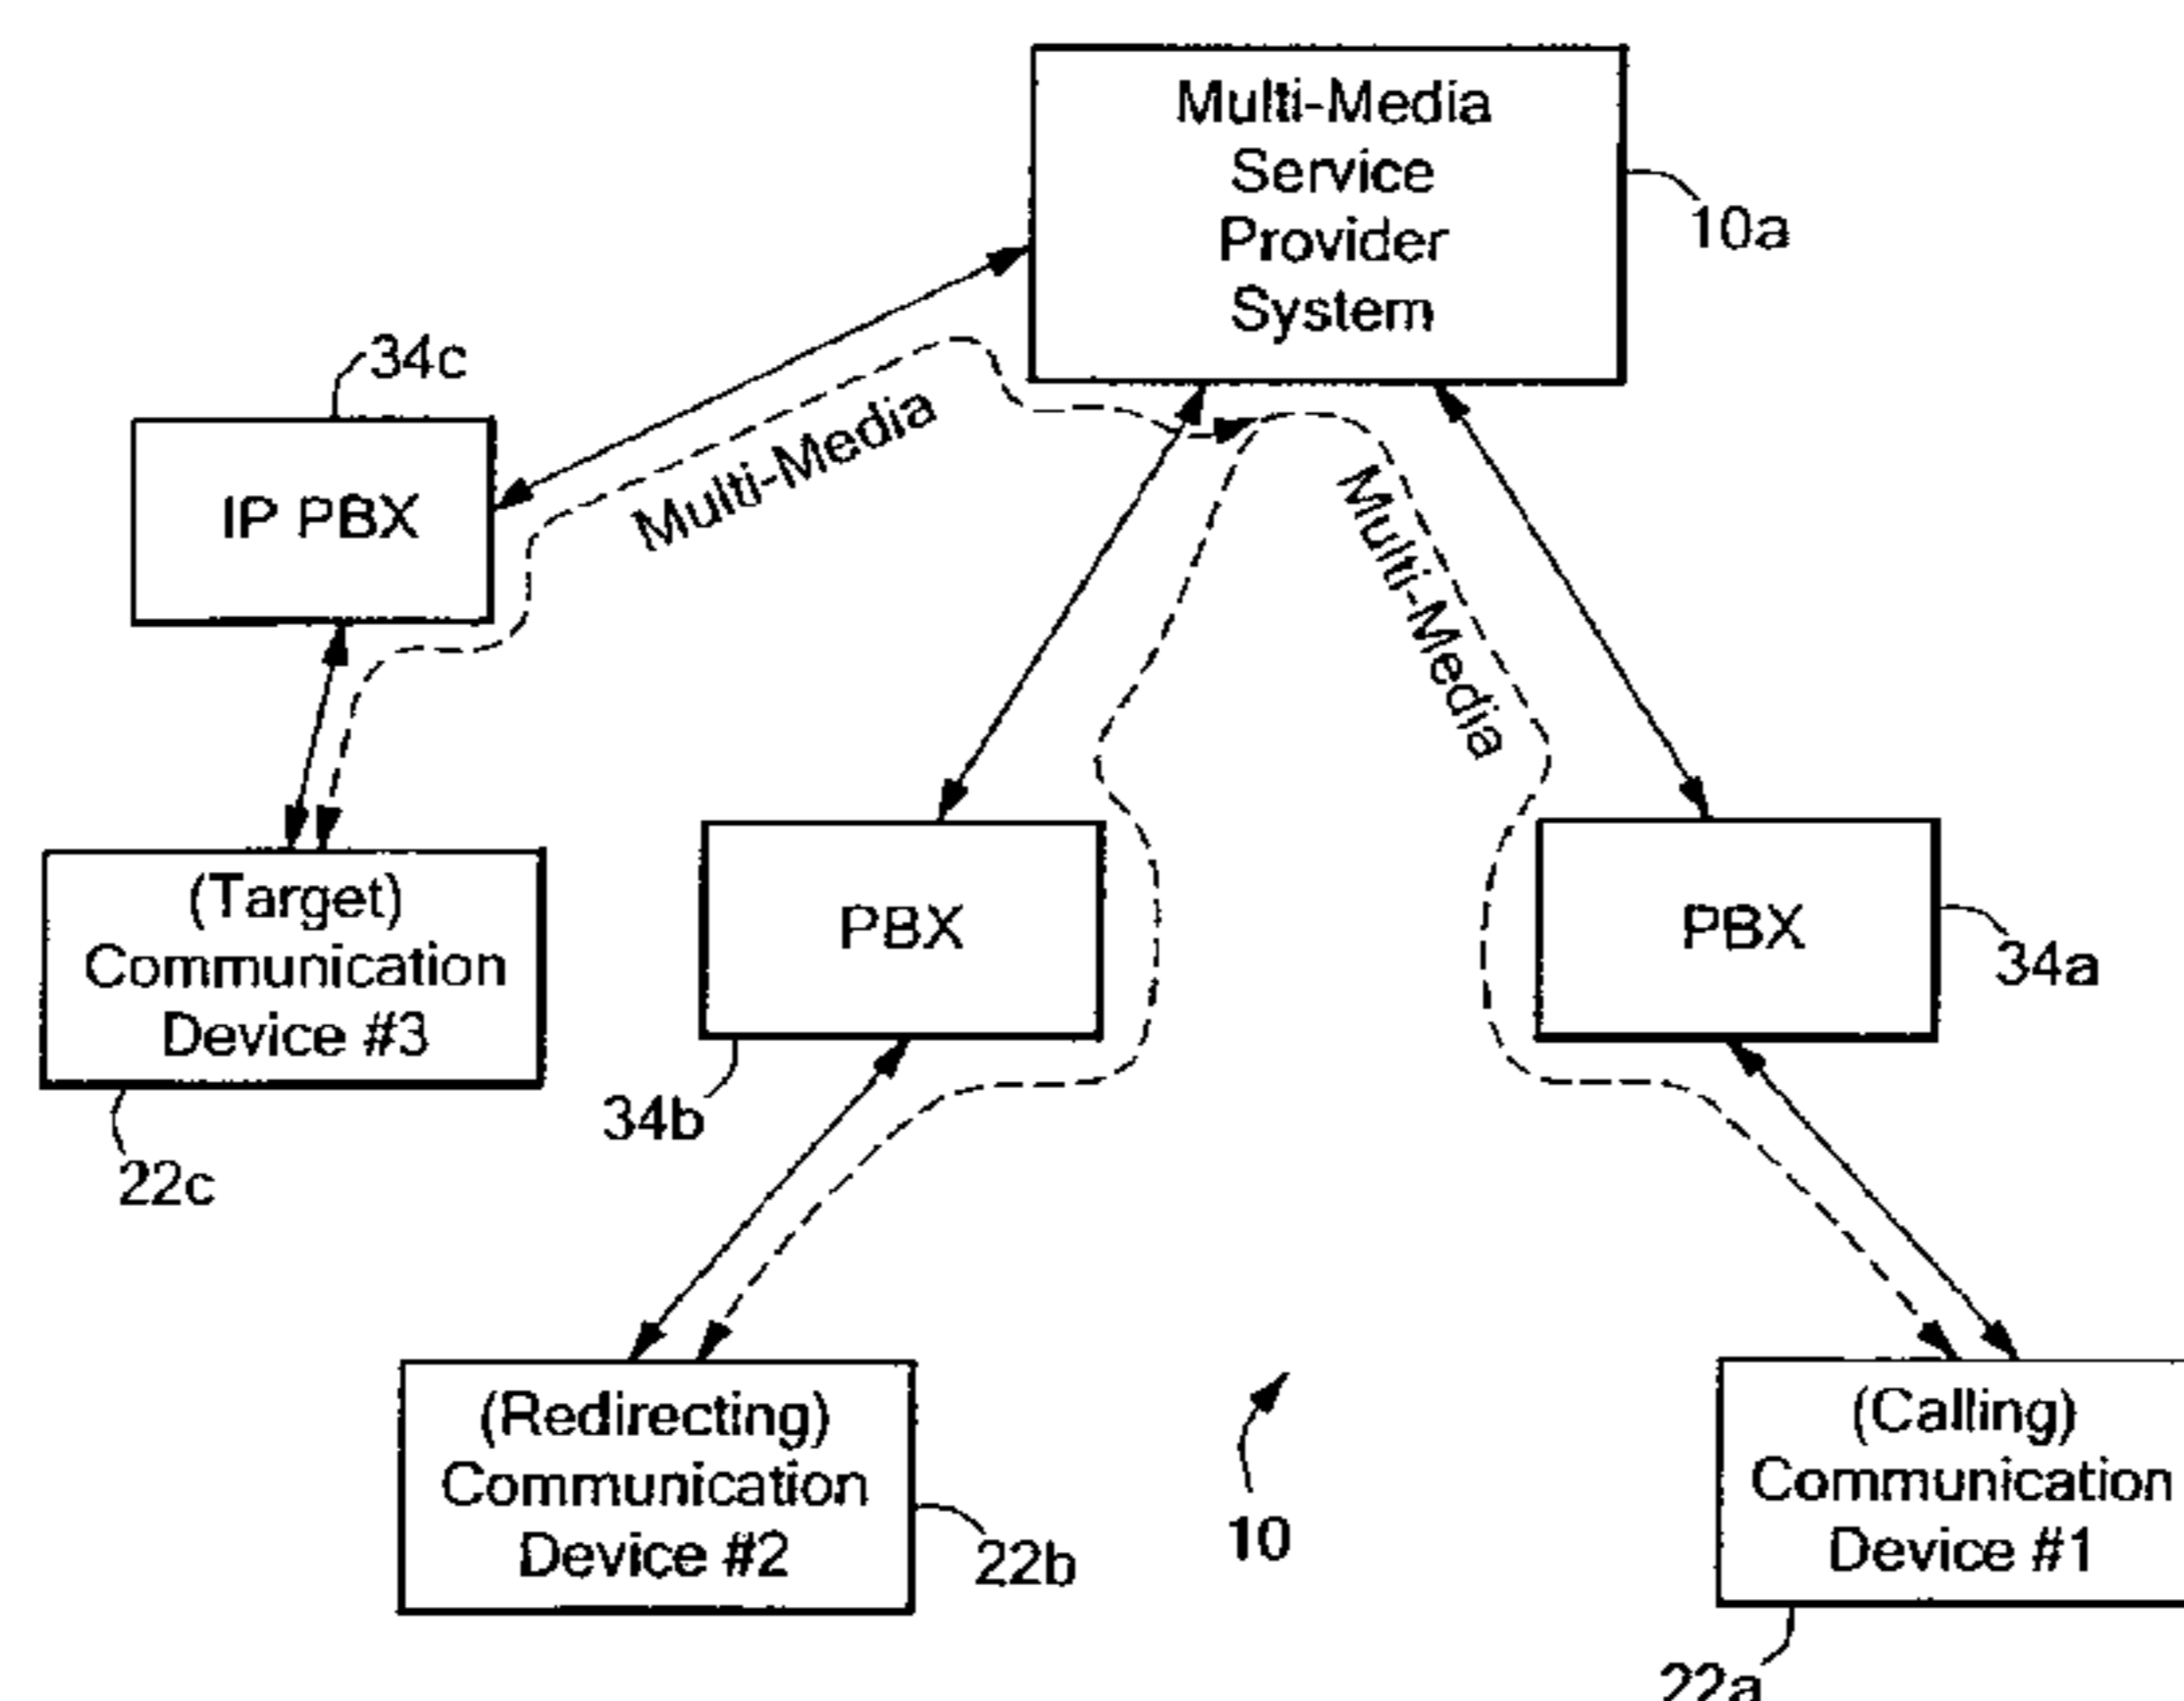 Multi-Media
Service
Provider
System
10a
34c
IP PBX
Multi-Media
Multi-Media
(Target)
Communication
Device #3
22c
PBX
34b
PBX
34a
(Redirecting)
Communication
Device #2
22b
10
(Calling)
Communication
Device #1
22a